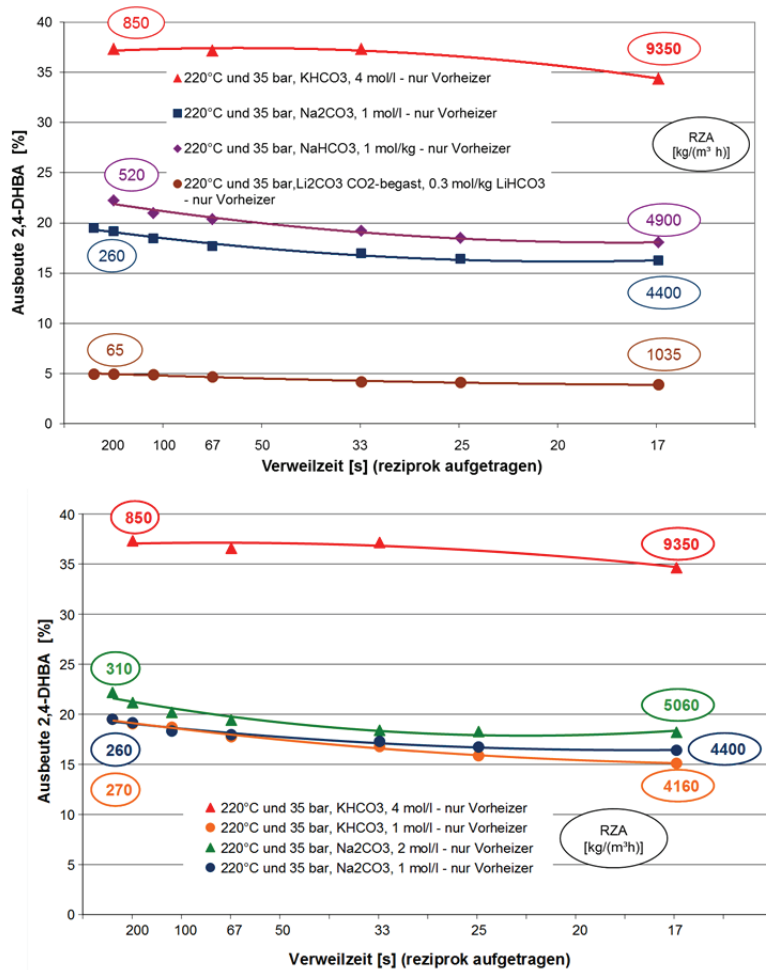 40
35
30
25
20
15
10
5
0
Ausbeute 2,4-DHBA [%]
850
9350
220°C und 35 bar, KHCO3, 4 mol/l - nur Vorheizer
220°C und 35 bar, Na2CO3, 1 mol/l - nur Vorheizer
220°C und 35 bar, NaHCO3, 1 mol/kg - nur Vorheizer
220°C und 35 bar,Li2CO3 CO2-begast, 0.3 mol/kg LiHCO3
- nur Vorheizer
RZA
[kg/(m³ h)]
520
4900
260
4400
65
1035
200 100 67 50 33 25 20 17
Verweilzeit [s] (reziprok aufgetragen)
40
35
30
25
20
15
10
5
0
Ausbeute 2,4-DHBA [%]
850
9350
310
5060
260
4400
270
4160
220°C und 35 bar, KHCO3, 4 mol/l - nur Vorheizer
220°C und 35 bar, KHCO3, 1 mol/l - nur Vorheizer
220°C und 35 bar, Na2CO3, 2 mol/l - nur Vorheizer
220°C und 35 bar, Na2CO3, 1 mol/l - nur Vorheizer
RZA
[kg/(m³h)]
200 100 67 50 33 25 20 17
Verweilzeit [s] (reziprok aufgetragen)